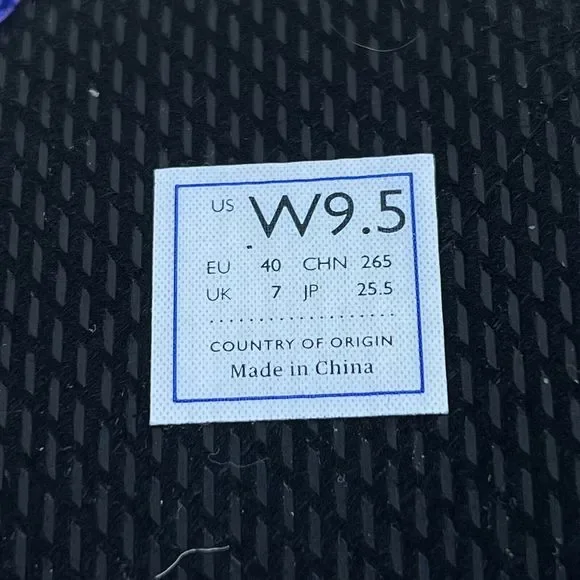 US W9.5
EU 40 CHN 265
UK 7 JP 25.5
COUNTRY OF ORIGIN
Made in China